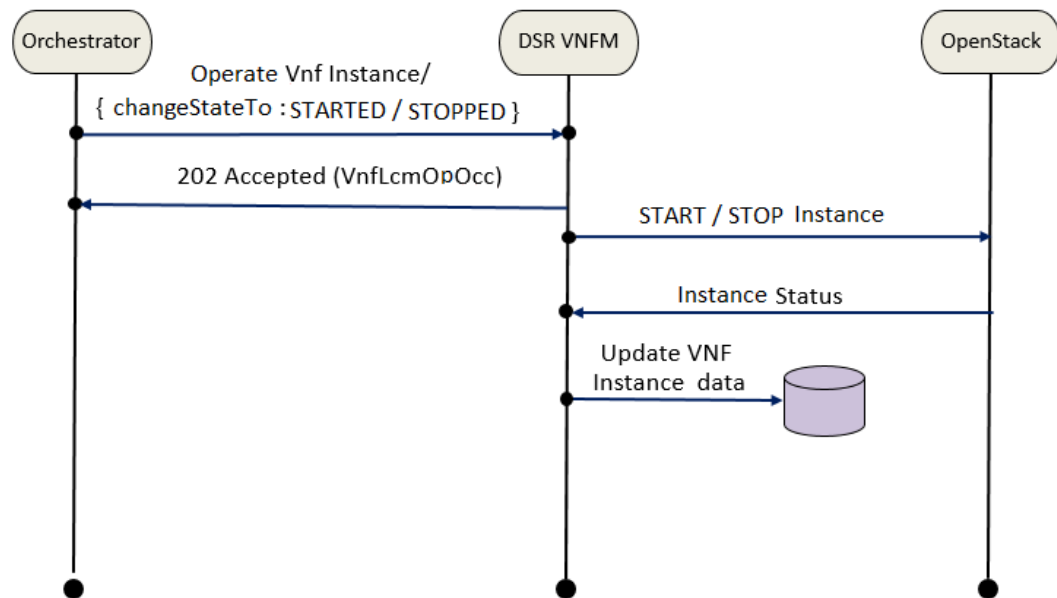 Orchestrator
DSR VNFM
OpenStack
Operate Vnf Instance/
{ changeStateTo : STARTED / STOPPED }
202 Accepted (VnfLcmOpOcc)
START / STOP Instance
Instance Status
Update VNF
Instance data